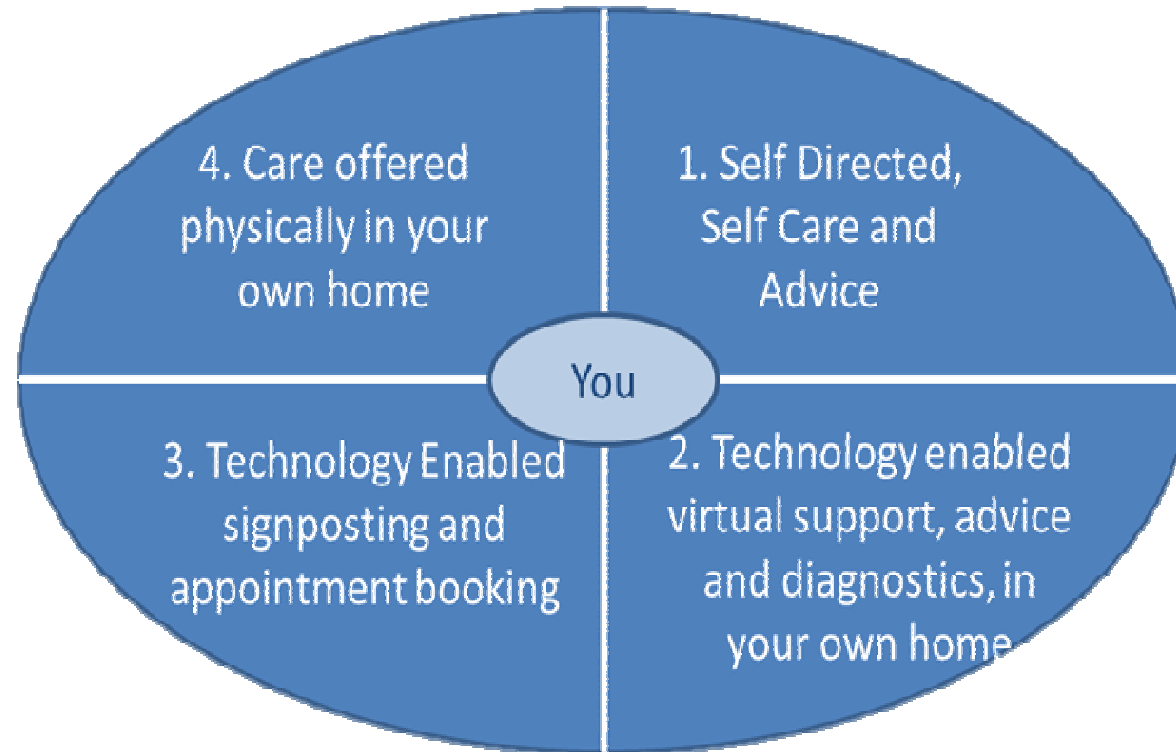 1. Self Directed,
Self Care and
Advice
2. Technology enabled
virtual support, advice
and diagnostics, in
your own home
3. Technology Enabled
signposting and
appointment booking
4. Care offered
physically in your
own home
You